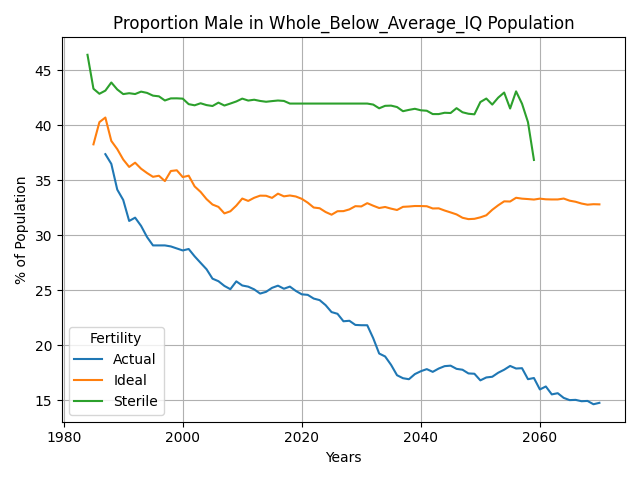 Proportion Male in Whole_Below_Average_IQ Population
% of Population
45
40
35
30
25
20
15
Fertility
Actual
Ideal
Sterile
1980
2000
2020
2040
2060
Years